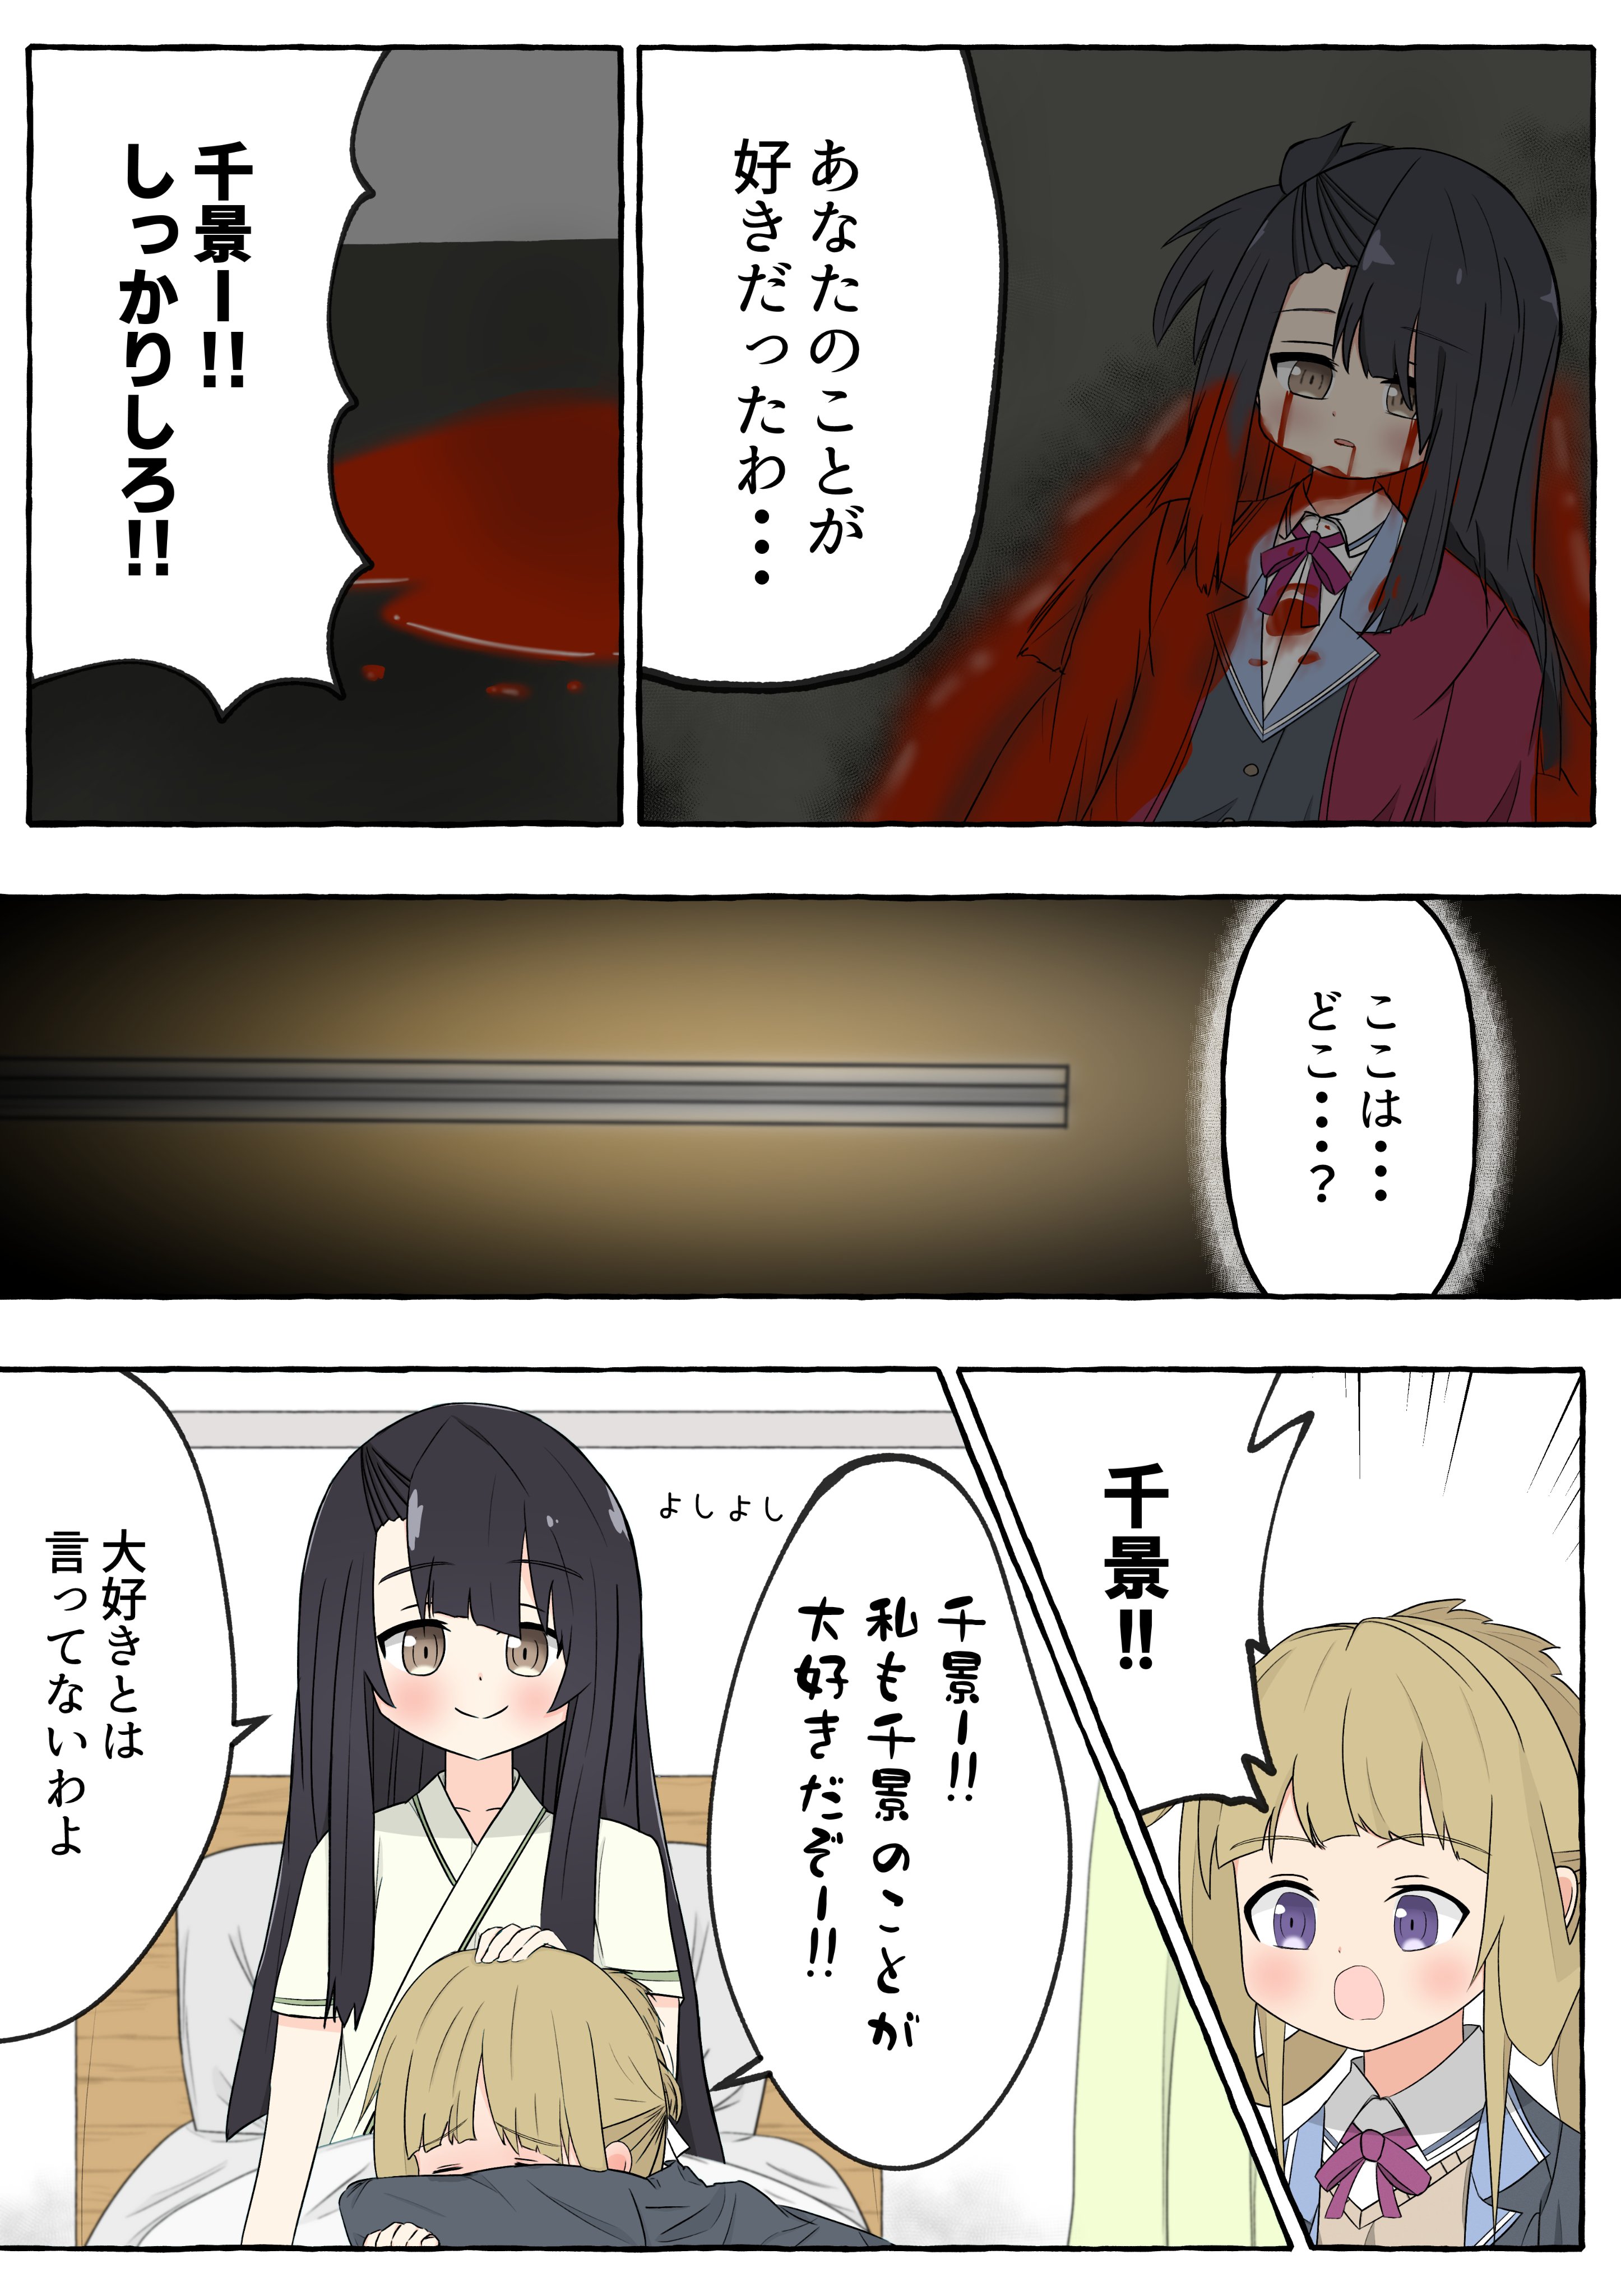 あなたのことが
好きだったわ・・・
千景ー!!
しっかりしろ!!
ここは・・・
どこ・・・・?
千景!!
千景ー!!
私も千景のことが
大好きだぞー!!
よしよし
大好きとは
言ってないわよ